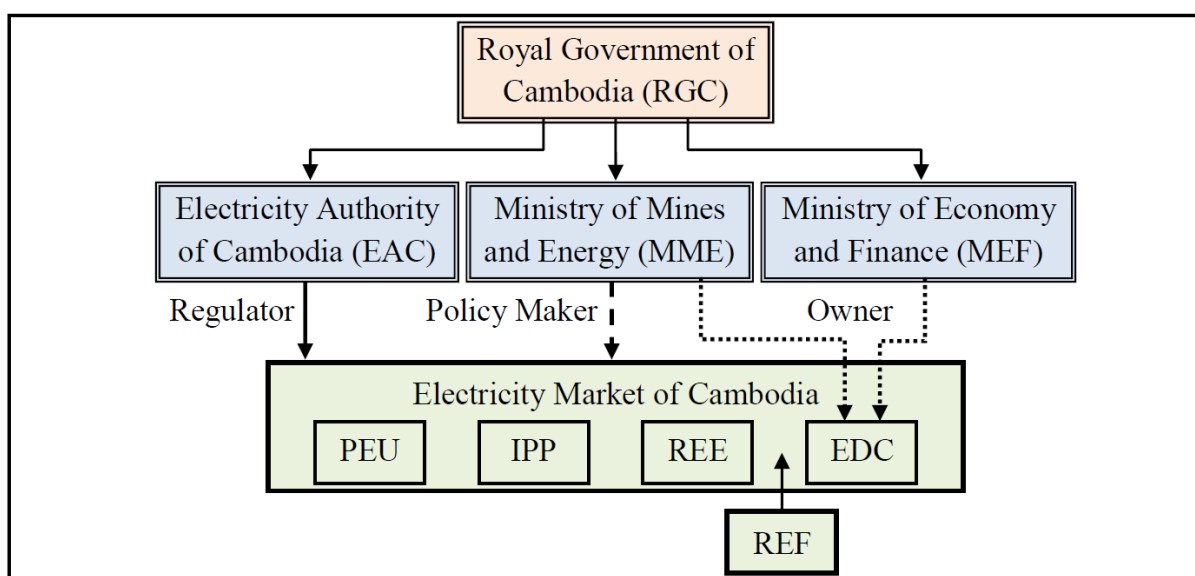 Royal Government of
Cambodia (RGC)
Electricity Authority
of Cambodia (EAC)
Ministry of Mines
and Energy (MME)
Ministry of Economy
and Finance (MEF)
Regulator
Policy Maker
Owner
Electricity Market of Cambodia
PEU
IPP
REE
EDC
REF